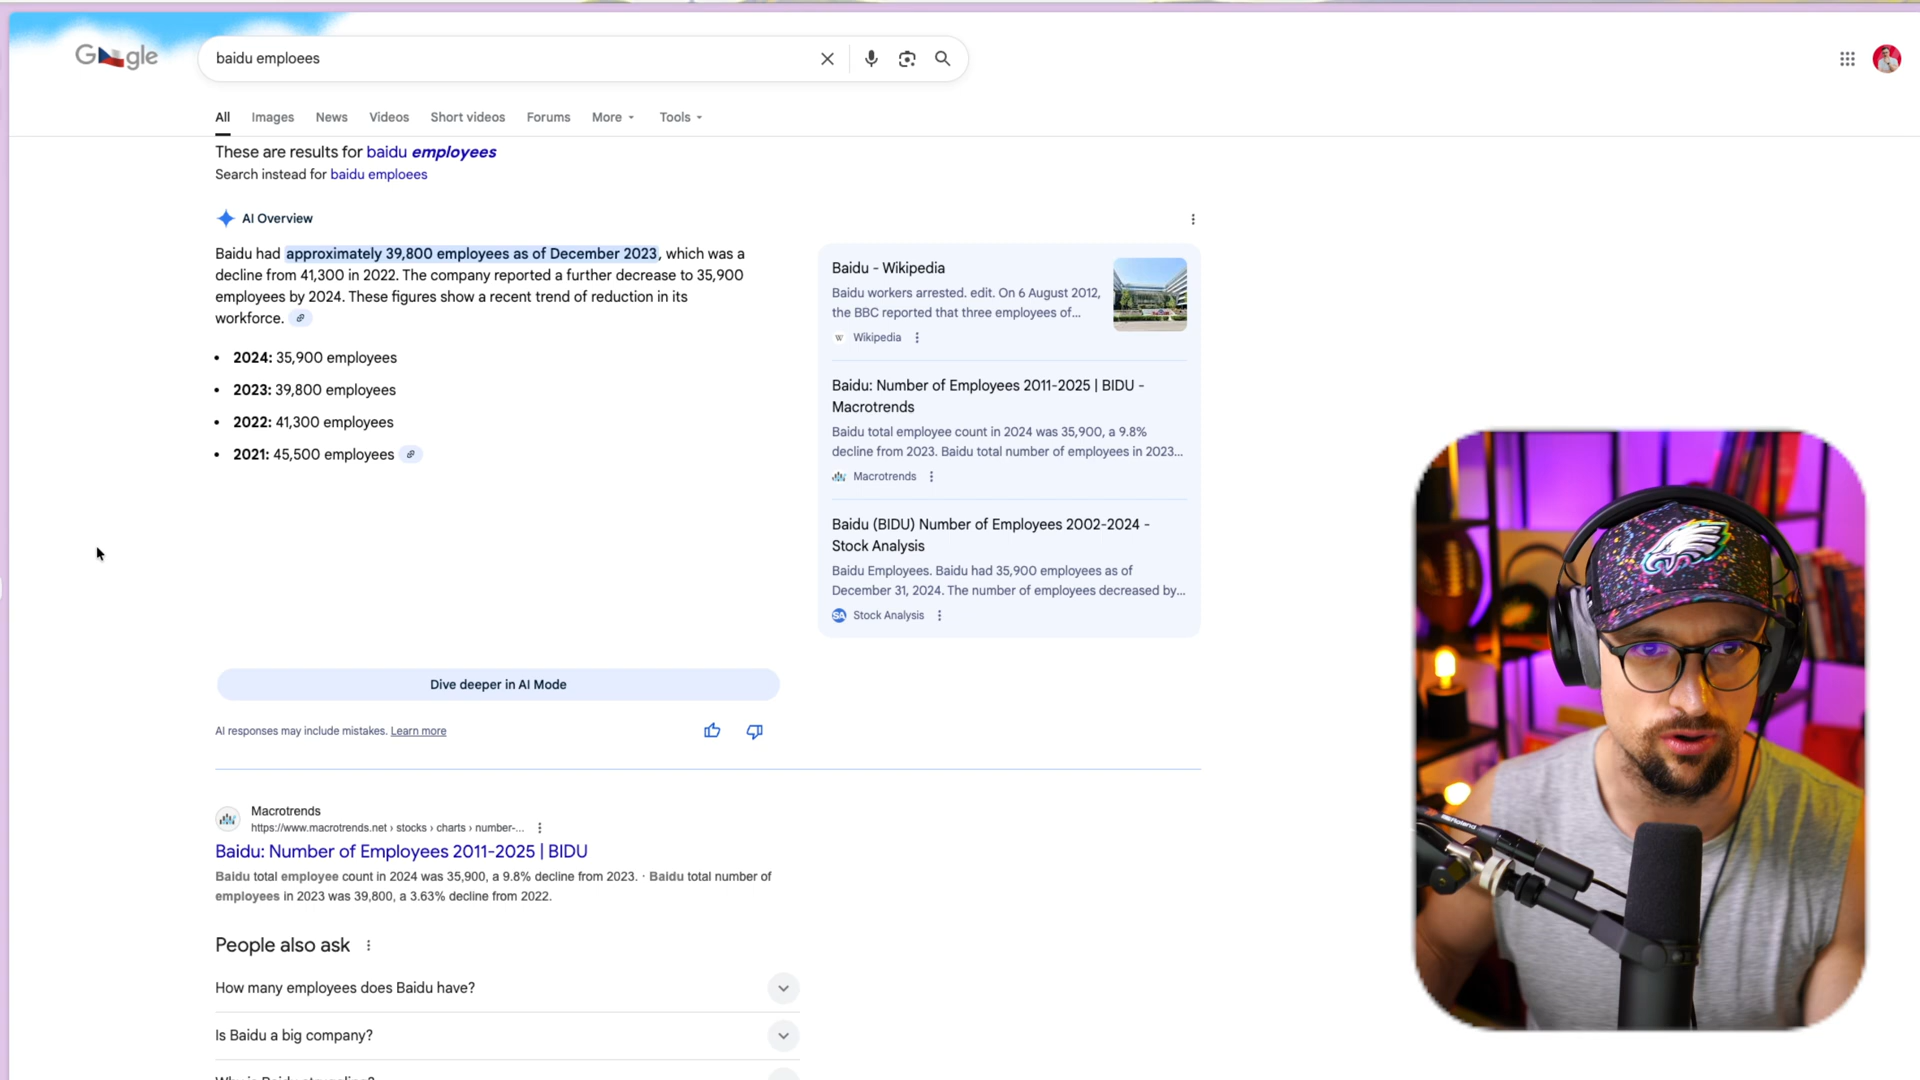 G gle
baidu emploees
All
Images
News
Videos
Short videos
Forums
More
Tools
These are results for baidu employees
Search instead for baidu emploees
AI Overview
Baidu had approximately 39,800 employees as of December 2023, which was a
decline from 41,300 in 2022. The company reported a further decrease to 35,900
employees by 2024. These figures show a recent trend of reduction in its
workforce.
• 2024: 35,900 employees
• 2023: 39,800 employees
• 2022: 41,300 employees
• 2021: 45,500 employees
Baidu - Wikipedia
Baidu workers arrested. edit. On 6 August 2012,
the BBC reported that three employees of...
W Wikipedia
Baidu: Number of Employees 2011-2025 | BIDU -
Macrotrends
Baidu total employee count in 2024 was 35,900, a 9.8%
decline from 2023. Baidu total number of employees in 2023...
Macrotrends
Baidu (BIDU) Number of Employees 2002-2024 -
Stock Analysis
Baidu Employees. Baidu had 35,900 employees as of
December 31, 2024. The number of employees decreased by...
SA Stock Analysis
Dive deeper in AI Mode
AI responses may include mistakes. Learn more
Macrotrends
https://www.macrotrends.net › stocks › charts › number-...
Baidu: Number of Employees 2011-2025 | BIDU
Baidu total employee count in 2024 was 35,900, a 9.8% decline from 2023. · Baidu total number of
employees in 2023 was 39,800, a 3.63% decline from 2022.
People also ask
How many employees does Baidu have?
Is Baidu a big company?
Why is Baidu struggling?
Roland